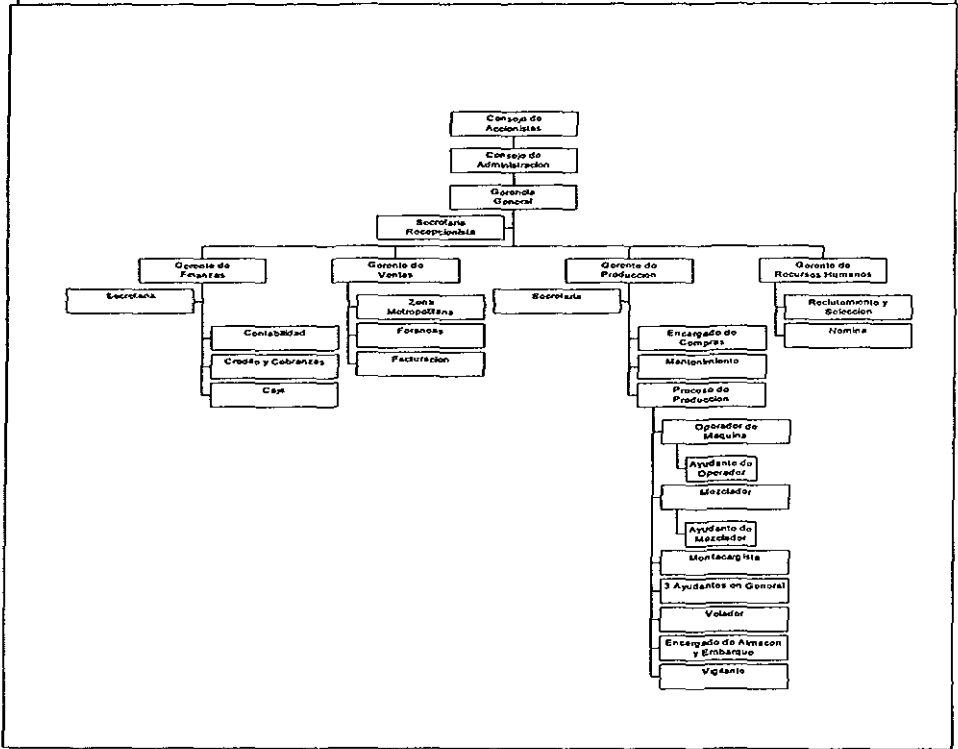 Consejo de
Accionistas
Consejo de
Administracion
Gerencia
General
Secretaria
Recepcionista
Gerente de
Finanzas
Gerente de
Ventas
Gerente de
Produccion
Gerente de
Recursos Humanos
Secretaria
Zona
Metropolitana
Secretaria
Reclutamiento y
Seleccion
Contabilidad
Foraneas
Encargado de
Compras
Nomina
Credito y Cobranzas
Facturacion
Mantenimiento
Caja
Proceso de
Produccion
Operador de
Maquina
Ayudante de
Operador
Mezclador
Ayudante de
Mezclador
Montacargista
3 Ayudantes en General
Velador
Encargado de Almacen
y Embarque
Vigilante